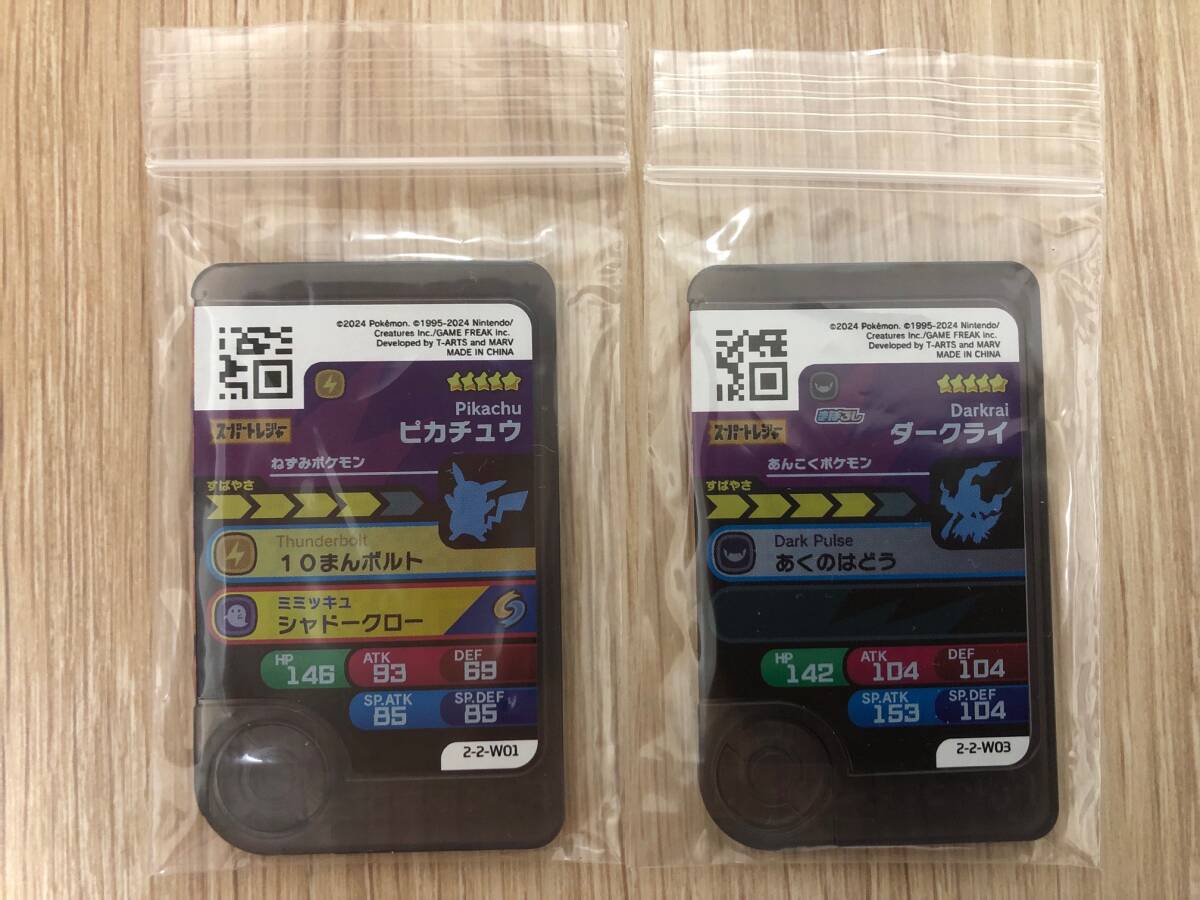 ©2024 Pokémon. ©1995-2024 Nintendo/
Creatures Inc./GAME FREAK inc.
Developed by T-ARTS and MARV
MADE IN CHINA
Pikachu
スーパートレジャー
ピカチュウ
ねずみポケモン
すばやさ
Thunderbolt
10まんボルト
ミミッキュ
シャドークロー
HP 146
ATK 93
DEF 69
SP.ATK 85
SP.DEF 85
2-2-W01
©2024 Pokémon. ©1995-2024 Nintendo/
Creatures Inc./GAME FREAK inc.
Developed by T-ARTS and MARV
MADE IN CHINA
まぼろし
Darkrai
スーパートレジャー
ダークライ
あんこくポケモン
すばやさ
Dark Pulse
あくのはどう
HP 142
ATK 104
DEF 104
SP.ATK 153
SP.DEF 104
2-2-W03